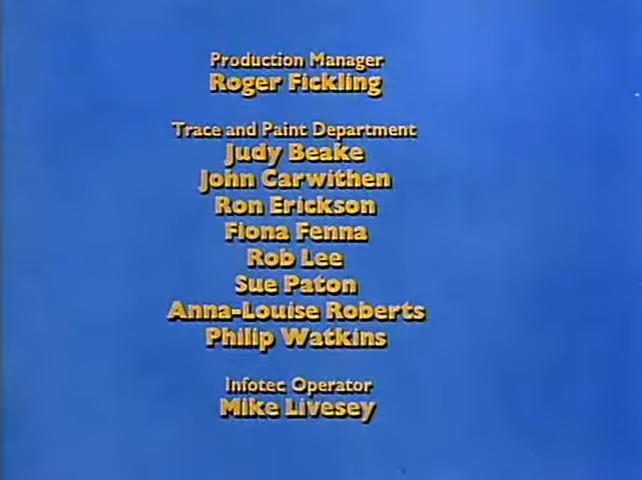 Production Manager
Roger Fickling
Trace and Paint Department
Judy Beake
John Carwithen
Ron Erickson
Fiona Fenna
Rob Lee
Sue Paton
Anna-Louise Roberts
Philip Watkins
Infotec Operator
Mike Livesey